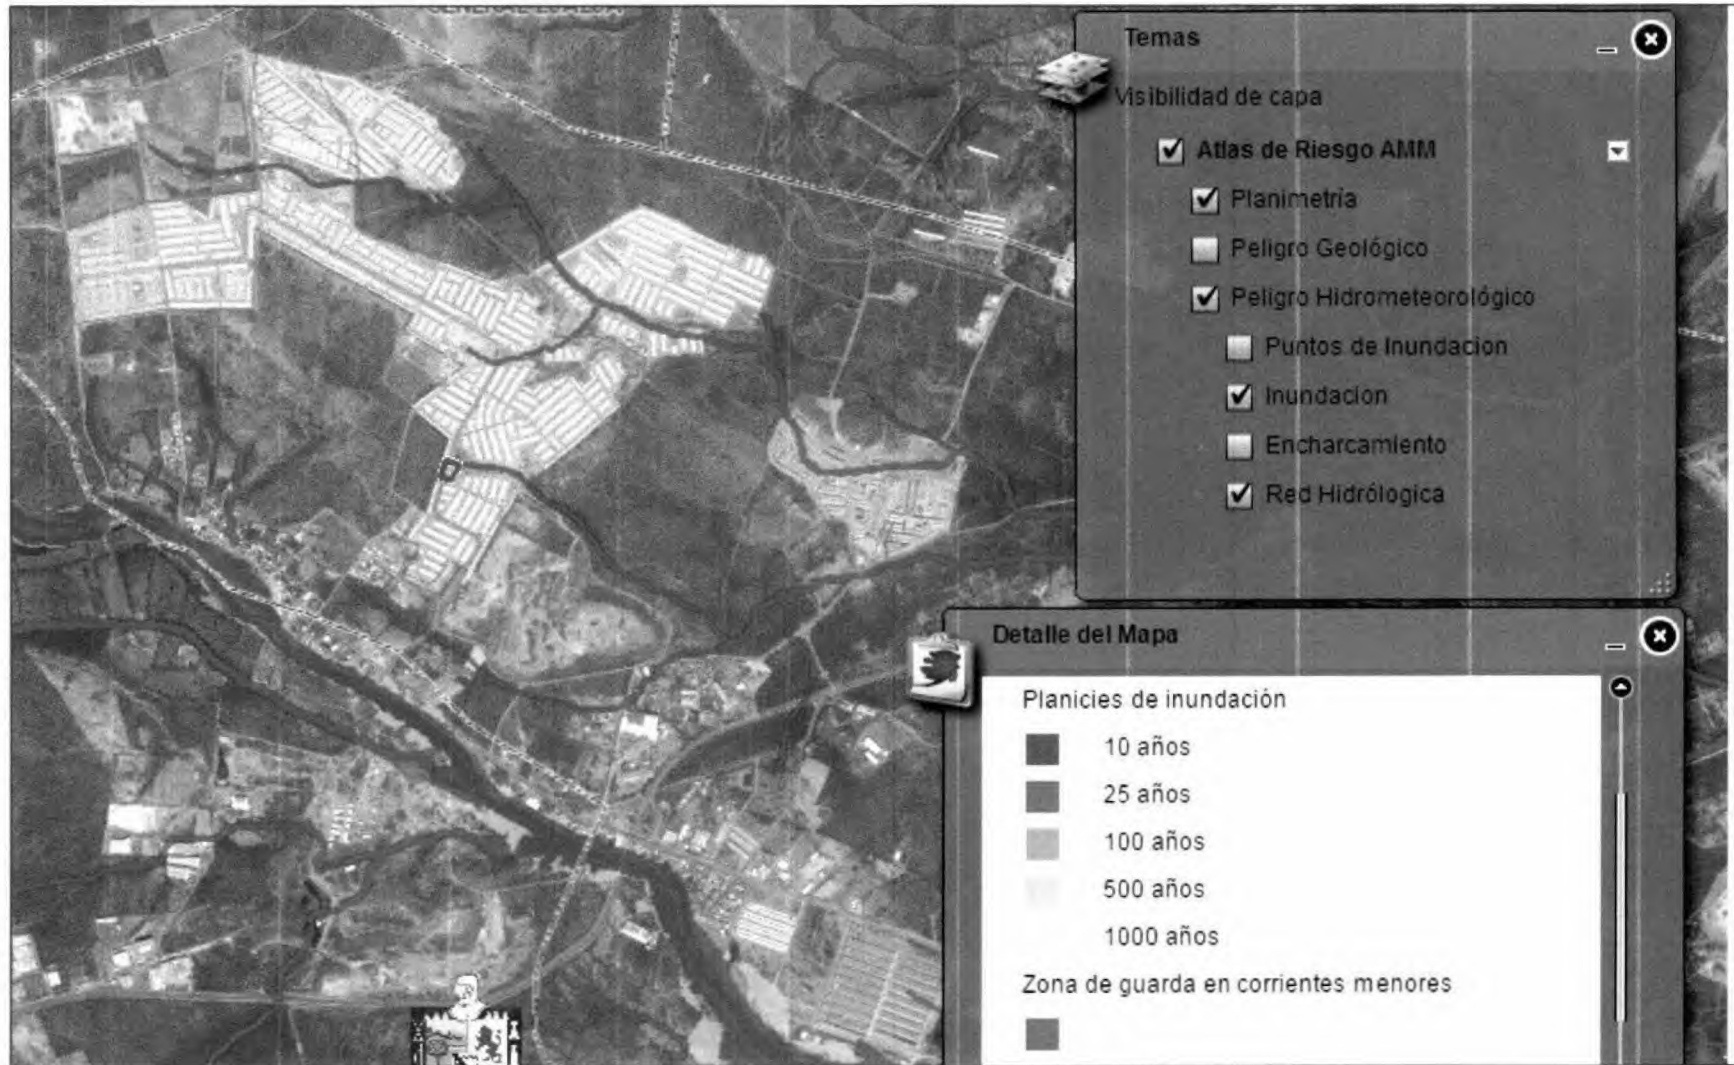 Temas
Visibilidad de capa
Atlas de Riesgo AMM
Planimetría
Peligro Geológico
Peligro Hidrometeorológico
Puntos de Inundacion
Inundacion
Encharcamiento
Red Hidrólogica
Detalle del Mapa
Planicies de inundación
10 años
25 años
100 años
500 años
1000 años
Zona de guarda en corrientes menores